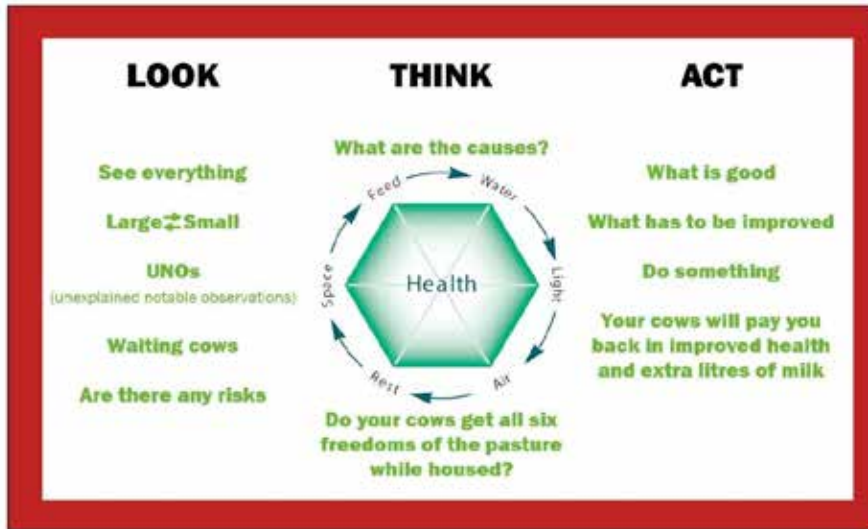 LOOK
See everything
Large⇄Small
UNOs
(unexplained notable observations)
Waiting cows
Are there any risks
THINK
What are the causes?
Feed
Water
Light
Air
Rest
Space
Health
Do your cows get all six
freedoms of the pasture
while housed?
ACT
What is good
What has to be improved
Do something
Your cows will pay you
back in improved health
and extra litres of milk